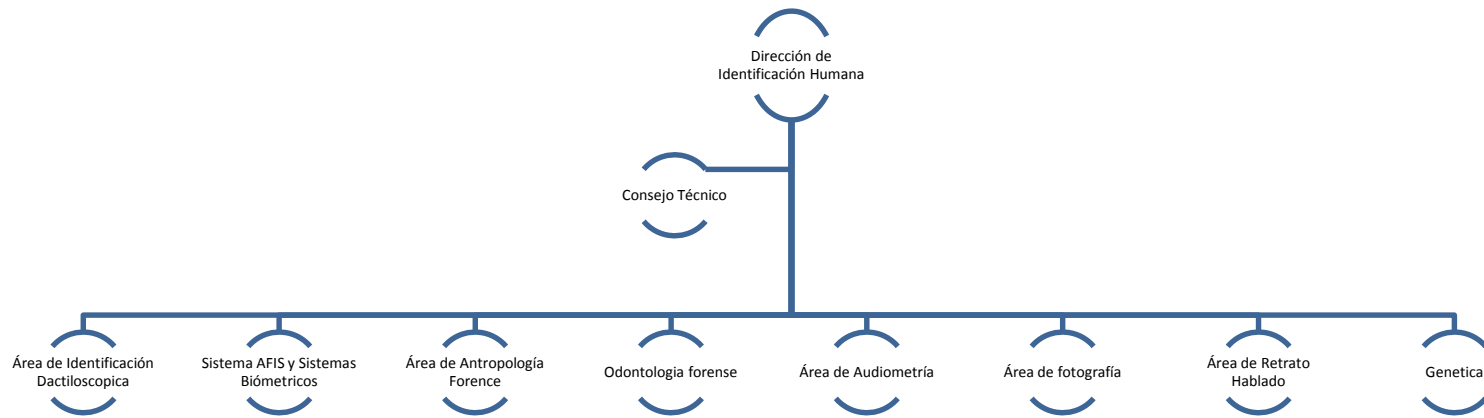 Dirección de
Identificación Humana
Consejo Técnico
Área de Identificación
Dactiloscopica
Sistema AFIS y Sistemas
Biómetricos
Área de Antropología
Forence
Odontologia forense
Área de Audiometría
Área de fotografía
Área de Retrato
Hablado
Genetica